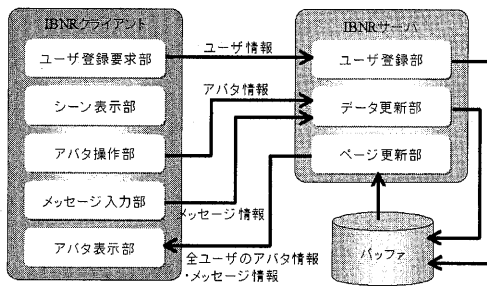 IBNRクライアント
ユーザ登録要求部
シーン表示部
アバタ操作部
メッセージ入力部
アバタ表示部
ユーザ情報
アバタ情報
メッセージ情報
全ユーザのアバタ情報
・メッセージ情報
IBNRサーバ
ユーザ登録部
データ更新部
ページ更新部
バッファ